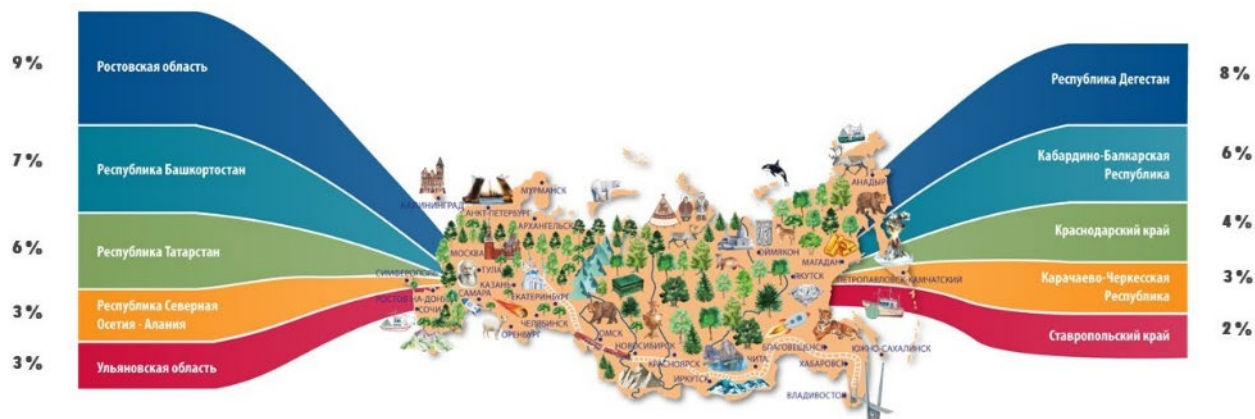 9 %
Ростовская область
7 %
Республика Башкортостан
6 %
Республика Татарстан
3 %
Республика Северная
Осетия - Алания
3 %
Ульяновская область
КАЛИНИНГРАД
МУРМАНСК
САНКТ-ПЕТЕРБУРГ
АРХАНГЕЛЬСК
МОСКВА
ТУЛА
СИМФЕРОПОЛЬ
КАЗАНЬ
РОСТОВ-НА-ДОНУ
САМАРА
ЕКАТЕРИНБУРГ
СОЧИ
ЧЕЛЯБИНСК
ОРЕНБУРГ
ОМСК
НОВОСИБИРСК
КРАСНОЯРСК
ИРКУТСК
ЧИТА
БЛАГОВЕЩЕНСК
ХАБАРОВСК
ВЛАДИВОСТОК
ЮЖНО-САХАЛИНСК
АНАДЫРЬ
ОЙМЯКОН
МАГАДАН
ЯКУТСК
ПЕТРОПАВЛОВСК-КАМЧАТСКИЙ
Республика Дегестан
8 %
Кабардино-Балкарская
Республика
6 %
Краснодарский край
4 %
Карачаево-Черкесская
Республика
3 %
Ставропольский край
2 %